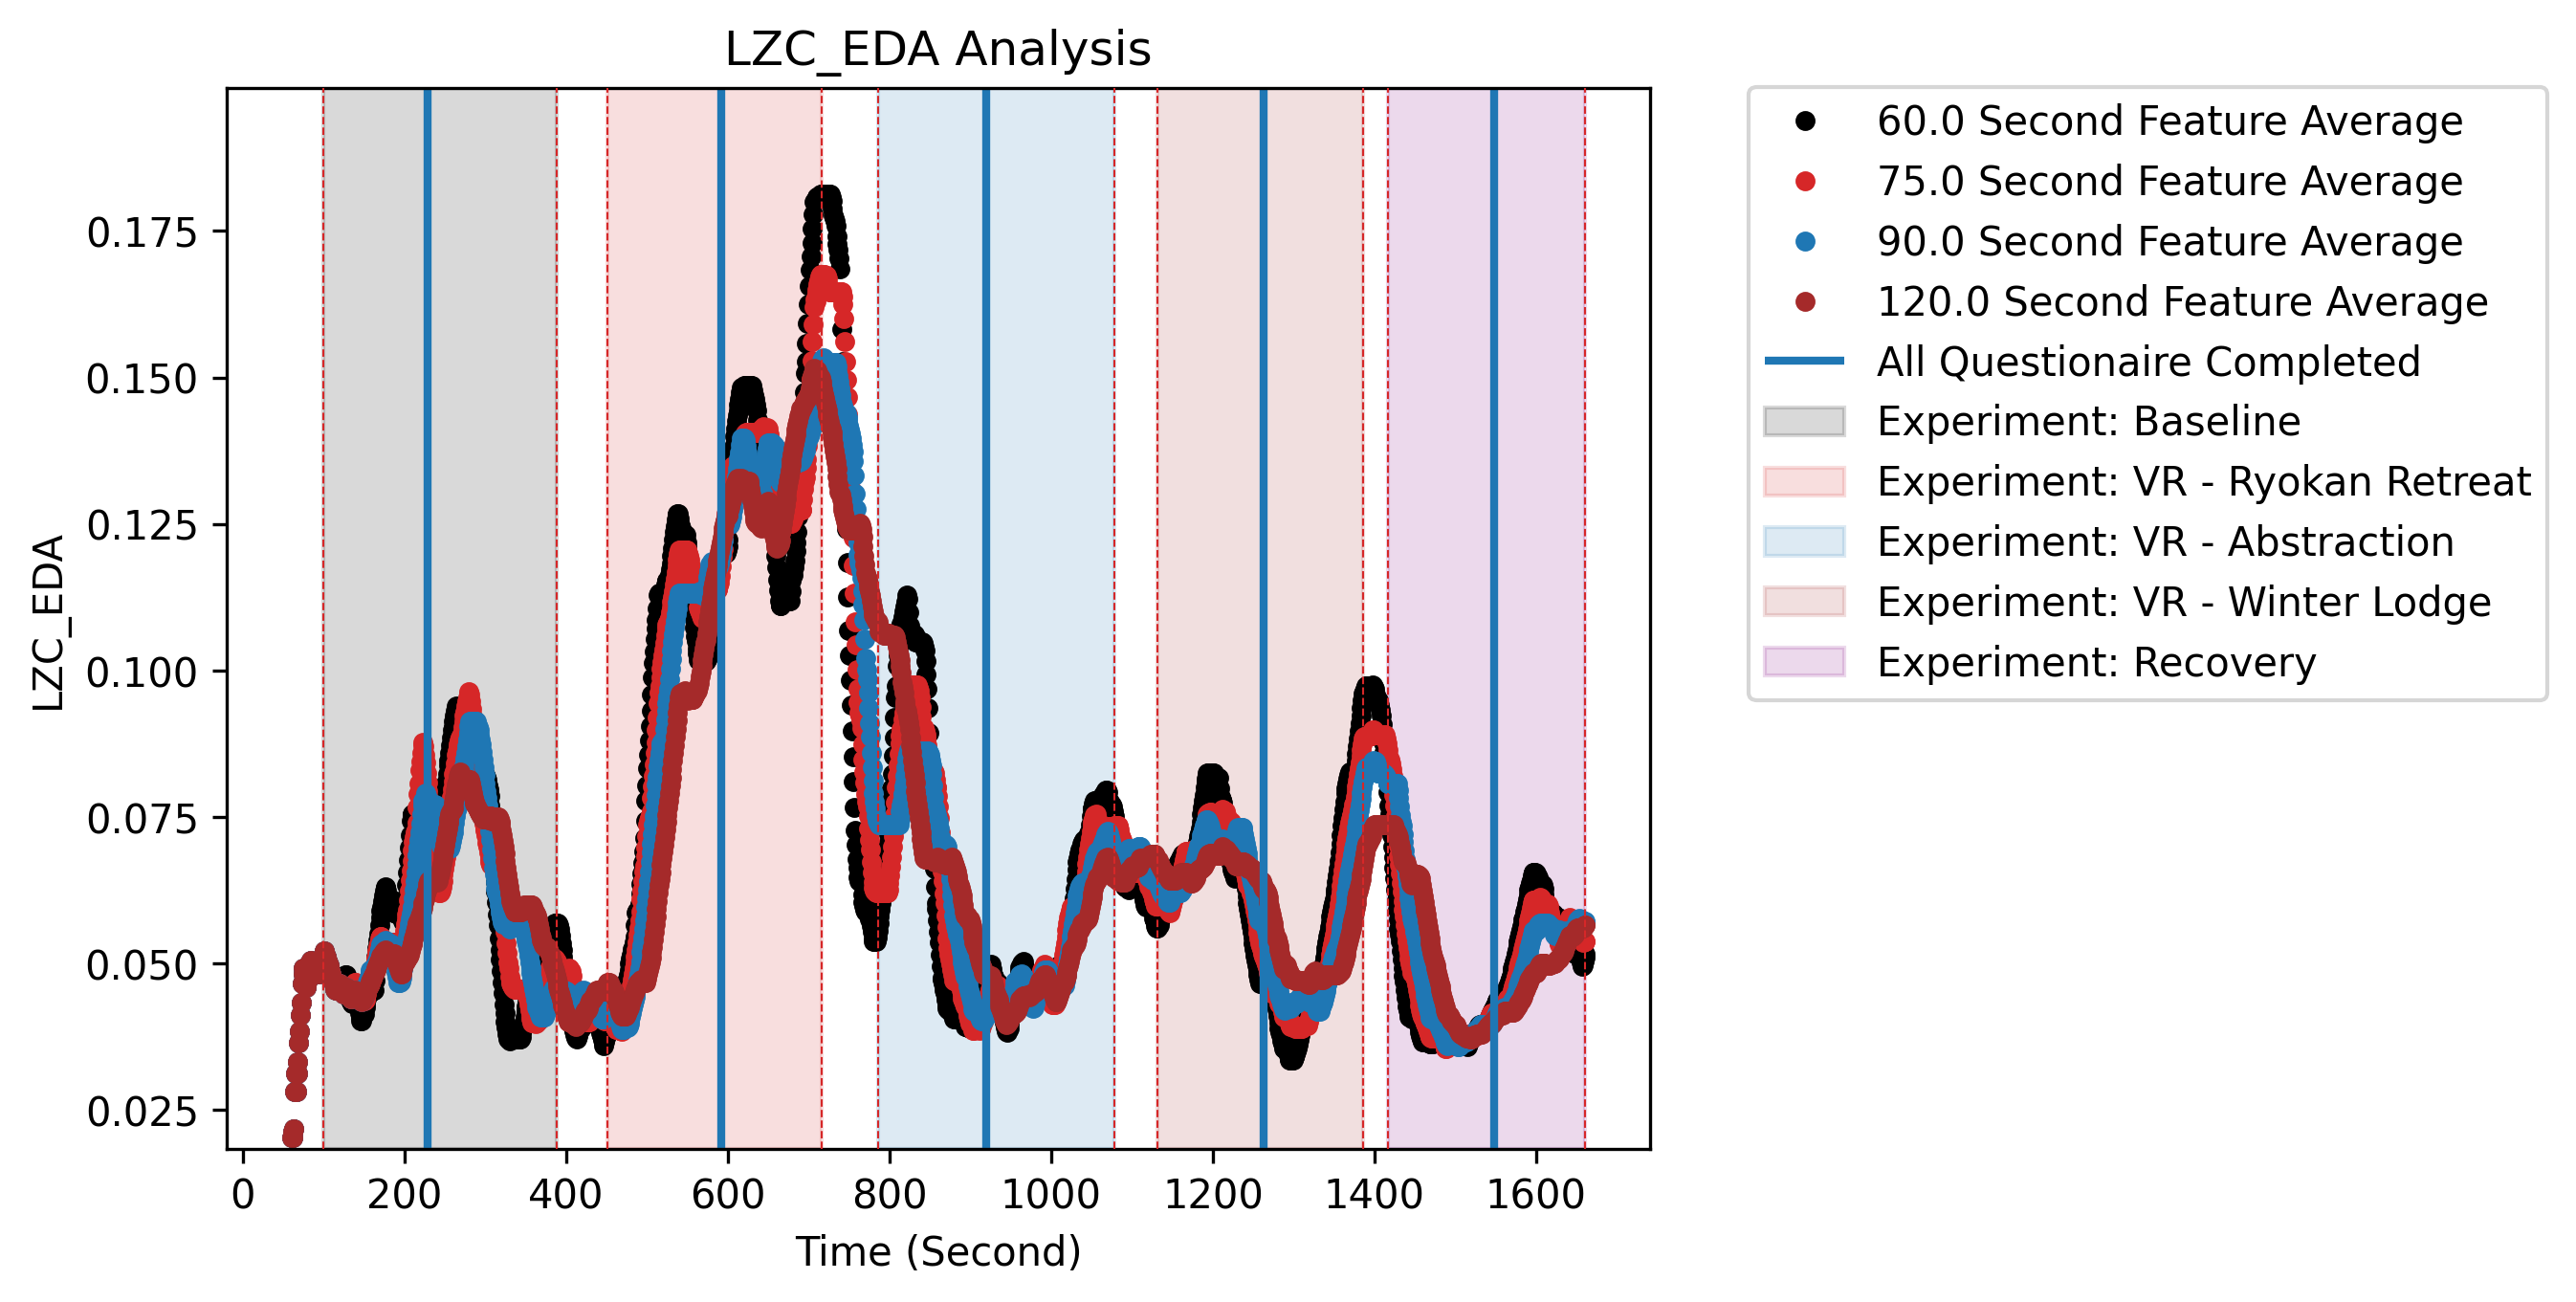 LZC_EDA Analysis
0.175
0.150
0.125
0.100
0.075
0.050
0.025
LZC_EDA
0 200 400 600 800 1000 1200 1400 1600
Time (Second)
60.0 Second Feature Average
75.0 Second Feature Average
90.0 Second Feature Average
120.0 Second Feature Average
All Questionaire Completed
Experiment: Baseline
Experiment: VR - Ryokan Retreat
Experiment: VR - Abstraction
Experiment: VR - Winter Lodge
Experiment: Recovery